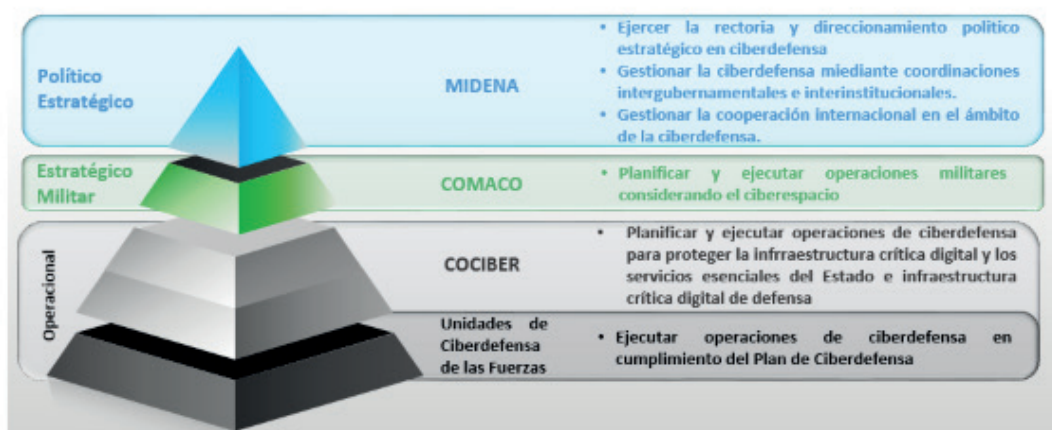 Político
Estratégico
MIDENA
• Ejercer la rectoria y direccionamiento político
estratégico en ciberdefensa
• Gestionar la ciberdefensa miediante coordinaciones
intergubernamentales e interinstitucionales.
• Gestionar la cooperación internacional en el ámbito
de la ciberdefensa.
Estratégico
Militar
COMACO
• Planificar y ejecutar operaciones militares
considerando el ciberespacio
Operacional
COCIBER
• Planificar y ejecutar operaciones de ciberdefensa
para proteger la infrraestructura crítica digital y los
servicios esenciales del Estado e infraestructura
crítica digital de defensa
Unidades de
Ciberdefensa
de las Fuerzas
• Ejecutar operaciones de ciberdefensa en
cumplimiento del Plan de Ciberdefensa